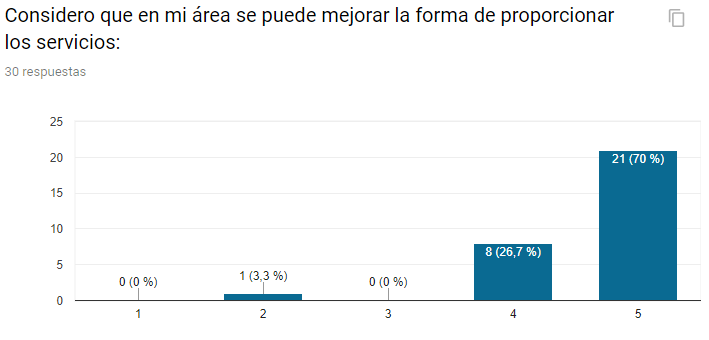 Considero que en mi área se puede mejorar la forma de proporcionar
los servicios:
30 respuestas
25
20
15
10
5
0
0 (0 %)
1 (3,3 %)
0 (0 %)
8 (26,7 %)
21 (70 %)
1
2
3
4
5